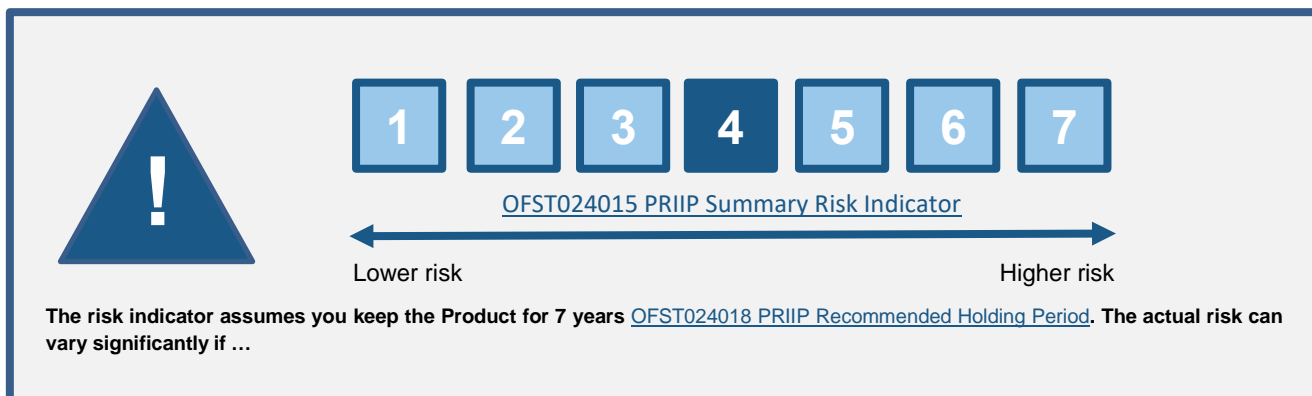 !
1 2 3 4 5 6 7
OFST024015 PRIIP Summary Risk Indicator
Lower risk Higher risk
The risk indicator assumes you keep the Product for 7 years OFST024018 PRIIP Recommended Holding Period. The actual risk can
vary significantly if …